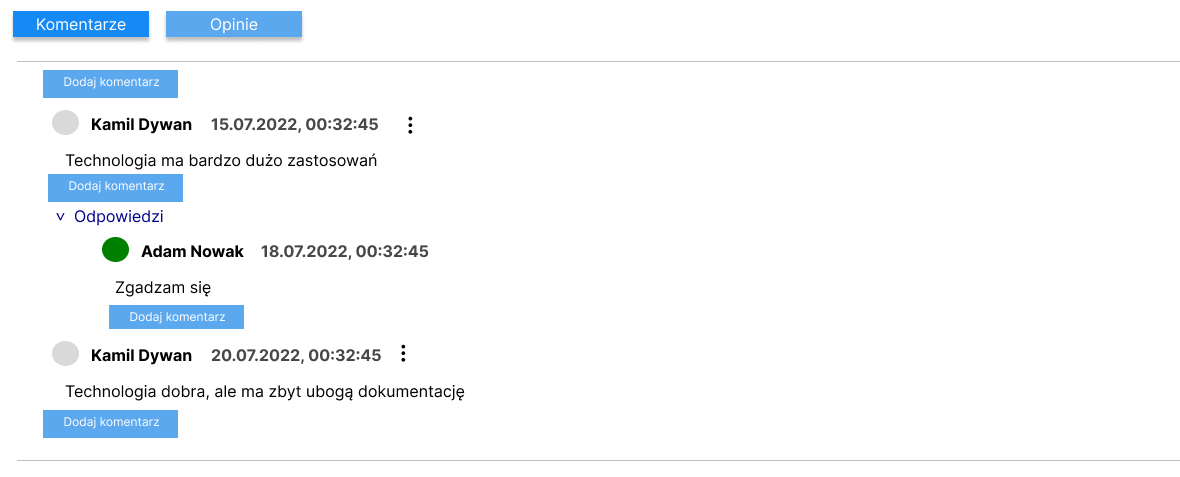 Komentarze Opinie
Dodaj komentarz
Kamil Dywan 15.07.2022, 00:32:45
Technologia ma bardzo dużo zastosowań
Dodaj komentarz
Odpowiedzi
Adam Nowak 18.07.2022, 00:32:45
Zgadzam się
Dodaj komentarz
Kamil Dywan 20.07.2022, 00:32:45
Technologia dobra, ale ma zbyt ubogą dokumentację
Dodaj komentarz